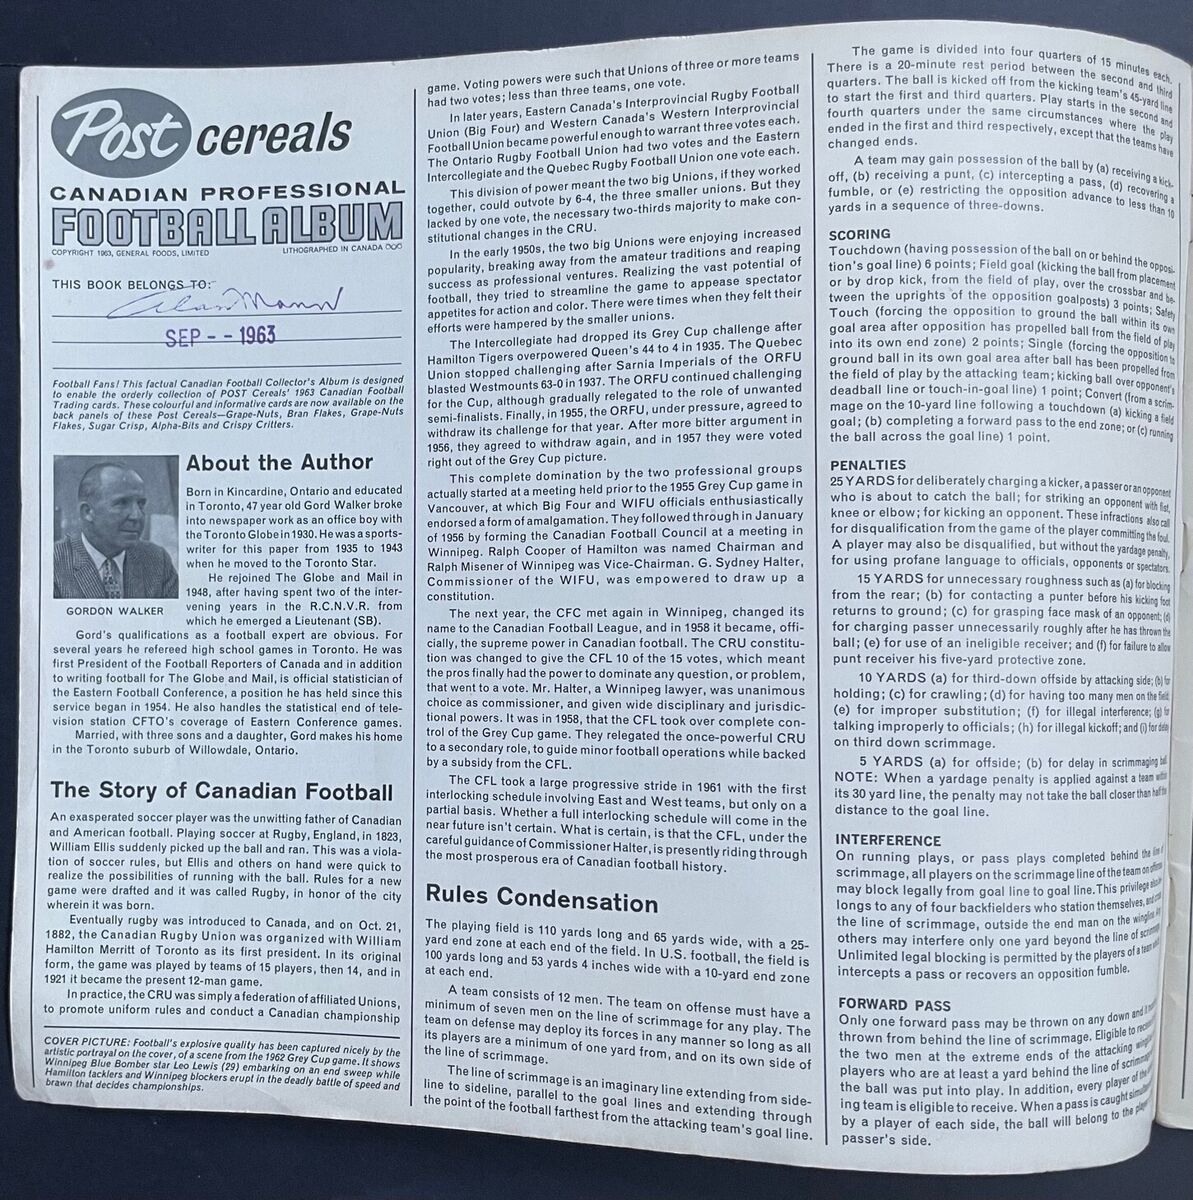 Post cereals
CANADIAN PROFESSIONAL
FOOTBALL ALBUM
COPYRIGHT 1963, GENERAL FOODS, LIMITED LITHOGRAPHED IN CANADA
THIS BOOK BELONGS TO:
Alan Mann
SEP - - 1963
Football Fans! This factual Canadian Football Collector's Album is designed
to enable the orderly collection of POST Cereals' 1963 Canadian Football
Trading cards. These colourful and informative cards are now available on the
back panels of these Post Cereals—Grape-Nuts, Bran Flakes, Grape-Nuts
Flakes, Sugar Crisp, Alpha-Bits and Crispy Critters.
About the Author
Born in Kincardine, Ontario and educated
in Toronto, 47 year old Gord Walker broke
into newspaper work as an office boy with
the Toronto Globe in 1930. He was a sports-
writer for this paper from 1935 to 1943
when he moved to the Toronto Star.
He rejoined The Globe and Mail in
1948, after having spent two of the inter-
vening years in the R.C.N.V.R. from
which he emerged a Lieutenant (SB).
GORDON WALKER
Gord's qualifications as a football expert are obvious. For
several years he refereed high school games in Toronto. He was
first President of the Football Reporters of Canada and in addition
to writing football for The Globe and Mail, is official statistician of
the Eastern Football Conference, a position he has held since this
service began in 1954. He also handles the statistical end of tele-
vision station CFTO's coverage of Eastern Conference games.
Married, with three sons and a daughter, Gord makes his home
in the Toronto suburb of Willowdale, Ontario.
The Story of Canadian Football
An exasperated soccer player was the unwitting father of Canadian
and American football. Playing soccer at Rugby, England, in 1823,
William Ellis suddenly picked up the ball and ran. This was a viola-
tion of soccer rules, but Ellis and others on hand were quick to
realize the possibilities of running with the ball. Rules for a new
game were drafted and it was called Rugby, in honor of the city
wherein it was born.
Eventually rugby was introduced to Canada, and on Oct. 21,
1882, the Canadian Rugby Union was organized with William
Hamilton Merritt of Toronto as its first president. In its original
form, the game was played by teams of 15 players, then 14, and in
1921 it became the present 12-man game.
In practice, the CRU was simply a federation of affiliated Unions,
to promote uniform rules and conduct a Canadian championship
COVER PICTURE: Football's explosive quality has been captured nicely by the
artistic portrayal on the cover, of a scene from the 1962 Grey Cup game. It shows
Winnipeg Blue Bomber star Leo Lewis (29) embarking on an end sweep while
Hamilton tacklers and Winnipeg blockers erupt in the deadly battle of speed and
brawn that decides championships.
game. Voting powers were such that Unions of three or more teams
had two votes; less than three teams, one vote.
In later years, Eastern Canada's Interprovincial Rugby Football
Union (Big Four) and Western Canada's Western Interprovincial
Football Union became powerful enough to warrant three votes each.
The Ontario Rugby Football Union had two votes and the Eastern
Intercollegiate and the Quebec Rugby Football Union one vote each.
This division of power meant the two big Unions, if they worked
together, could outvote by 6-4, the three smaller unions. But they
lacked by one vote, the necessary two-thirds majority to make con-
stitutional changes in the CRU.
In the early 1950s, the two big Unions were enjoying increased
popularity, breaking away from the amateur traditions and reaping
success as professional ventures. Realizing the vast potential of
football, they tried to streamline the game to appease spectator
appetites for action and color. There were times when they felt their
efforts were hampered by the smaller unions.
The Intercollegiate had dropped its Grey Cup challenge after
Hamilton Tigers overpowered Queen's 44 to 4 in 1935. The Quebec
Union stopped challenging after Sarnia Imperials of the ORFU
blasted Westmounts 63-0 in 1937. The ORFU continued challenging
for the Cup, although gradually relegated to the role of unwanted
semi-finalists. Finally, in 1955, the ORFU, under pressure, agreed to
withdraw its challenge for that year. After more bitter argument in
1956, they agreed to withdraw again, and in 1957 they were voted
right out of the Grey Cup picture.
This complete domination by the two professional groups
actually started at a meeting held prior to the 1955 Grey Cup game in
Vancouver, at which Big Four and WIFU officials enthusiastically
endorsed a form of amalgamation. They followed through in January
of 1956 by forming the Canadian Football Council at a meeting in
Winnipeg. Ralph Cooper of Hamilton was named Chairman and
Ralph Misener of Winnipeg was Vice-Chairman. G. Sydney Halter,
Commissioner of the WIFU, was empowered to draw up a
constitution.
The next year, the CFC met again in Winnipeg, changed its
name to the Canadian Football League, and in 1958 it became, offi-
cially, the supreme power in Canadian football. The CRU constitu-
tion was changed to give the CFL 10 of the 15 votes, which meant
the pros finally had the power to dominate any question, or problem,
that went to a vote. Mr. Halter, a Winnipeg lawyer, was unanimous
choice as commissioner, and given wide disciplinary and jurisdic-
tional powers. It was in 1958, that the CFL took over complete con-
trol of the Grey Cup game. They relegated the once-powerful CRU
to a secondary role, to guide minor football operations while backed
by a subsidy from the CFL.
The CFL took a large progressive stride in 1961 with the first
interlocking schedule involving East and West teams, but only on a
partial basis. Whether a full interlocking schedule will come in the
near future isn't certain. What is certain, is that the CFL, under the
careful guidance of Commissioner Halter, is presently riding through
the most prosperous era of Canadian football history.
Rules Condensation
The playing field is 110 yards long and 65 yards wide, with a 25-
yard end zone at each end of the field. In U.S. football, the field is
100 yards long and 53 yards 4 inches wide with a 10-yard end zone
at each end.
A team consists of 12 men. The team on offense must have a
minimum of seven men on the line of scrimmage for any play. The
team on defense may deploy its forces in any manner so long as all
its players are a minimum of one yard from, and on its own side of
the line of scrimmage.
The line of scrimmage is an imaginary line extending from side-
line to sideline, parallel to the goal lines and extending through
the point of the football farthest from the attacking team's goal line.
The game is divided into four quarters of 15 minutes each.
There is a 20-minute rest period between the second and third
quarters. The ball is kicked off from the kicking team's 45-yard line
to start the first and third quarters. Play starts in the second and
fourth quarters under the same circumstances where the play
ended in the first and third respectively, except that the teams have
changed ends.
A team may gain possession of the ball by (a) receiving a kick-
off, (b) receiving a punt, (c) intercepting a pass, (d) recovering a
fumble, or (e) restricting the opposition advance to less than 10
yards in a sequence of three-downs.
SCORING
Touchdown (having possession of the ball on or behind the opposi-
tion's goal line) 6 points; Field goal (kicking the ball from placement
or by drop kick, from the field of play, over the crossbar and be-
tween the uprights of the opposition goalposts) 3 points; Safety
Touch (forcing the opposition to ground the ball within its own
goal area after opposition has propelled ball from the field of play
into its own end zone) 2 points; Single (forcing the opposition to
ground ball in its own goal area after ball has been propelled from
the field of play by the attacking team; kicking ball over opponent's
deadball line or touch-in-goal line) 1 point; Convert (from a scrim-
mage on the 10-yard line following a touchdown (a) kicking a field
goal; (b) completing a forward pass to the end zone; or (c) running
the ball across the goal line) 1 point.
PENALTIES
25 YARDS for deliberately charging a kicker, a passer or an opponent
who is about to catch the ball; for striking an opponent with fist,
knee or elbow; for kicking an opponent. These infractions also call
for disqualification from the game of the player committing the foul.
A player may also be disqualified, but without the yardage penalty,
for using profane language to officials, opponents or spectators.
15 YARDS for unnecessary roughness such as (a) for blocking
from the rear; (b) for contacting a punter before his kicking foot
returns to ground; (c) for grasping face mask of an opponent; (d)
for charging passer unnecessarily roughly after he has thrown the
ball; (e) for use of an ineligible receiver; and (f) for failure to allow
punt receiver his five-yard protective zone.
10 YARDS (a) for third-down offside by attacking side; (b) for
holding; (c) for crawling; (d) for having too many men on the field;
(e) for improper substitution; (f) for illegal interference; (g) for
talking improperly to officials; (h) for illegal kickoff; and (i) for delay
on third down scrimmage.
5 YARDS (a) for offside; (b) for delay in scrimmaging ball.
NOTE: When a yardage penalty is applied against a team within
its 30 yard line, the penalty may not take the ball closer than half the
distance to the goal line.
INTERFERENCE
On running plays, or pass plays completed behind the line of
scrimmage, all players on the scrimmage line of the team on offense
may block legally from goal line to goal line. This privilege also be-
longs to any of four backfielders who station themselves, and cross
the line of scrimmage, outside the end man on the wingline. All
others may interfere only one yard beyond the line of scrimmage.
Unlimited legal blocking is permitted by the players of a team which
intercepts a pass or recovers an opposition fumble.
FORWARD PASS
Only one forward pass may be thrown on any down and it must
thrown from behind the line of scrimmage. Eligible to receive
the two men at the extreme ends of the attacking wingline
players who are at least a yard behind the line of scrimmage
the ball was put into play. In addition, every player of the
ing team is eligible to receive. When a pass is caught
by a player of each side, the ball will belong to the
passer's side.